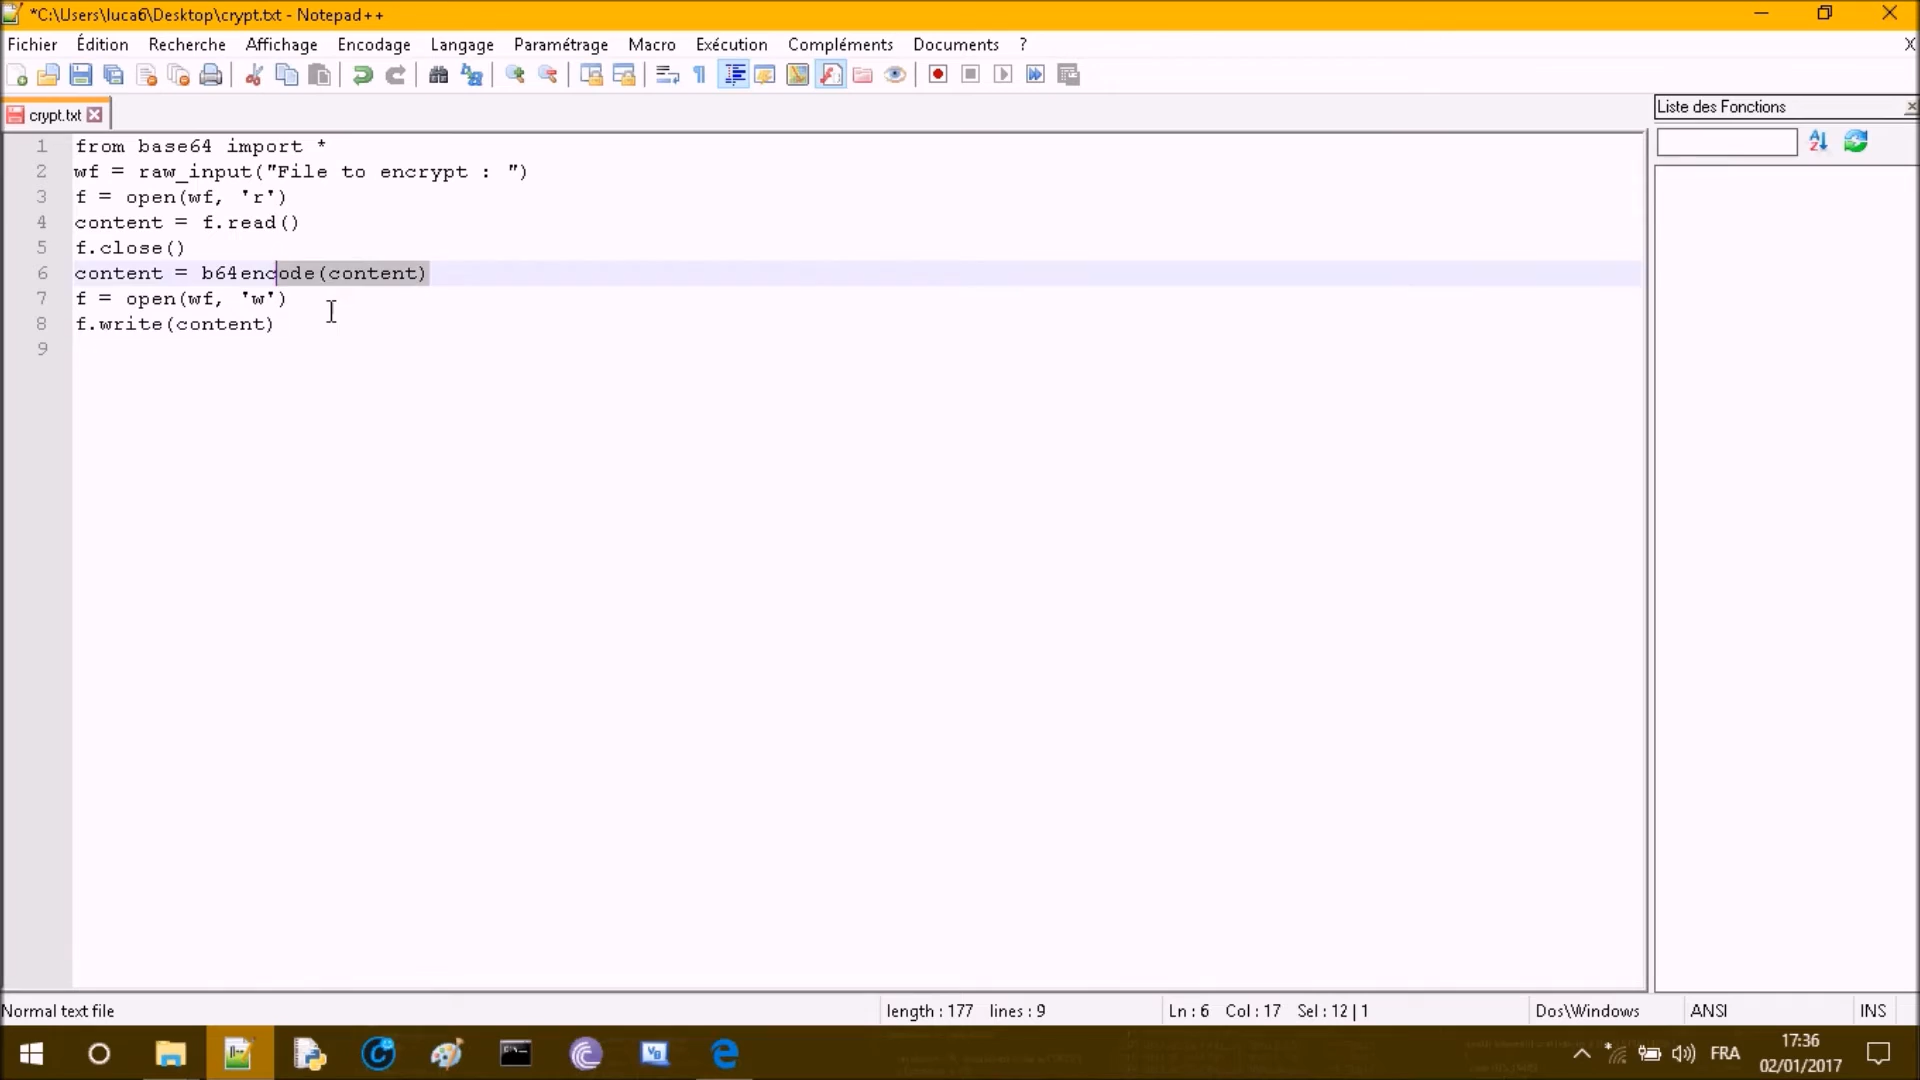 *C:\Users\luca6\Desktop\crypt.txt - Notepad++
Fichier Édition Recherche Affichage Encodage Langage Paramétrage Macro Exécution Compléments Documents ? X
crypt.txt
Liste des Fonctions
1 from base64 import *
2 wf = raw_input("File to encrypt : ")
3 f = open(wf, 'r')
4 content = f.read()
5 f.close()
6 content = b64encode(content)
7 f = open(wf, 'w')
8 f.write(content)
9
Normal text file length : 177 lines : 9 Ln : 6 Col : 17 Sel : 12 | 1 Dos\Windows ANSI INS
FRA
17:36
02/01/2017